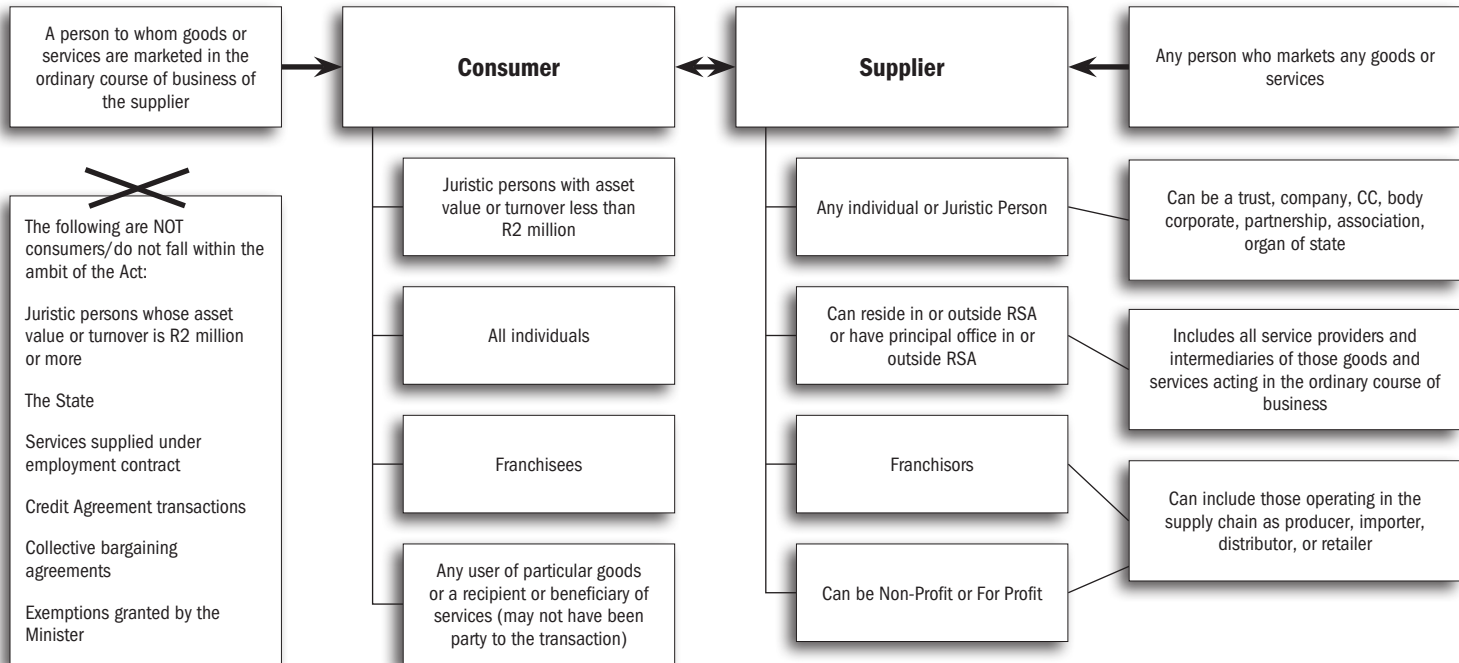 A person to whom goods or
services are marketed in the
ordinary course of business of
the supplier
Consumer
Supplier
Any person who markets any goods or
services
The following are NOT
consumers/do not fall within the
ambit of the Act:
Juristic persons whose asset
value or turnover is R2 million
or more
The State
Services supplied under
employment contract
Credit Agreement transactions
Collective bargaining
agreements
Exemptions granted by the
Minister
Juristic persons with asset
value or turnover less than
R2 million
All individuals
Franchisees
Any user of particular goods
or a recipient or beneficiary of
services (may not have been
party to the transaction)
Any individual or Juristic Person
Can reside in or outside RSA
or have principal office in or
outside RSA
Franchisors
Can be Non-Profit or For Profit
Can be a trust, company, CC, body
corporate, partnership, association,
organ of state
Includes all service providers and
intermediaries of those goods and
services acting in the ordinary course of
business
Can include those operating in the
supply chain as producer, importer,
distributor, or retailer